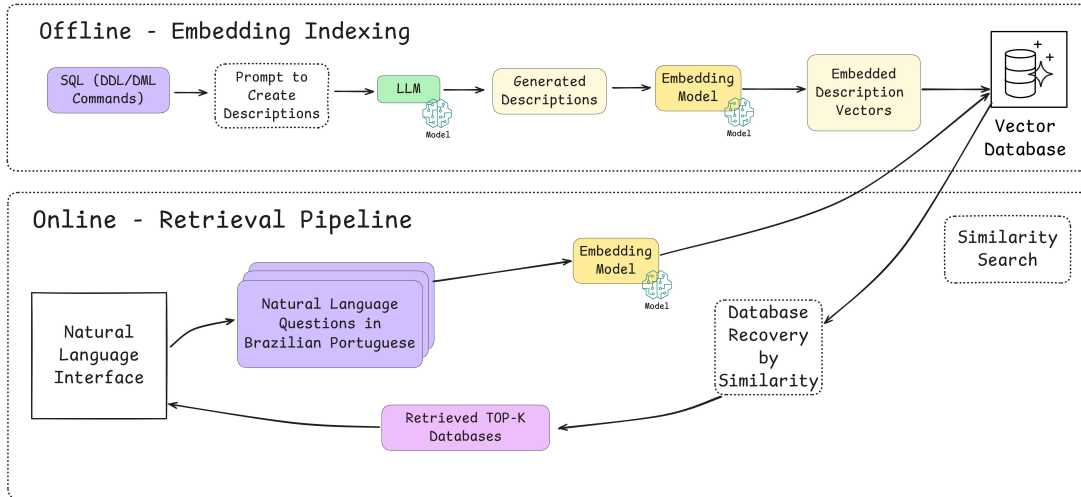 Offline - Embedding Indexing
SQL (DDL/DML
Commands)
Prompt to
Create
Descriptions
LLM
Model
Generated
Descriptions
Embedding
Model
Model
Embedded
Description
Vectors
Vector
Database
Online - Retrieval Pipeline
Natural
Language
Interface
Natural Language
Questions in
Brazilian Portuguese
Embedding
Model
Model
Similarity
Search
Database
Recovery
by
Similarity
Retrieved TOP-K
Databases